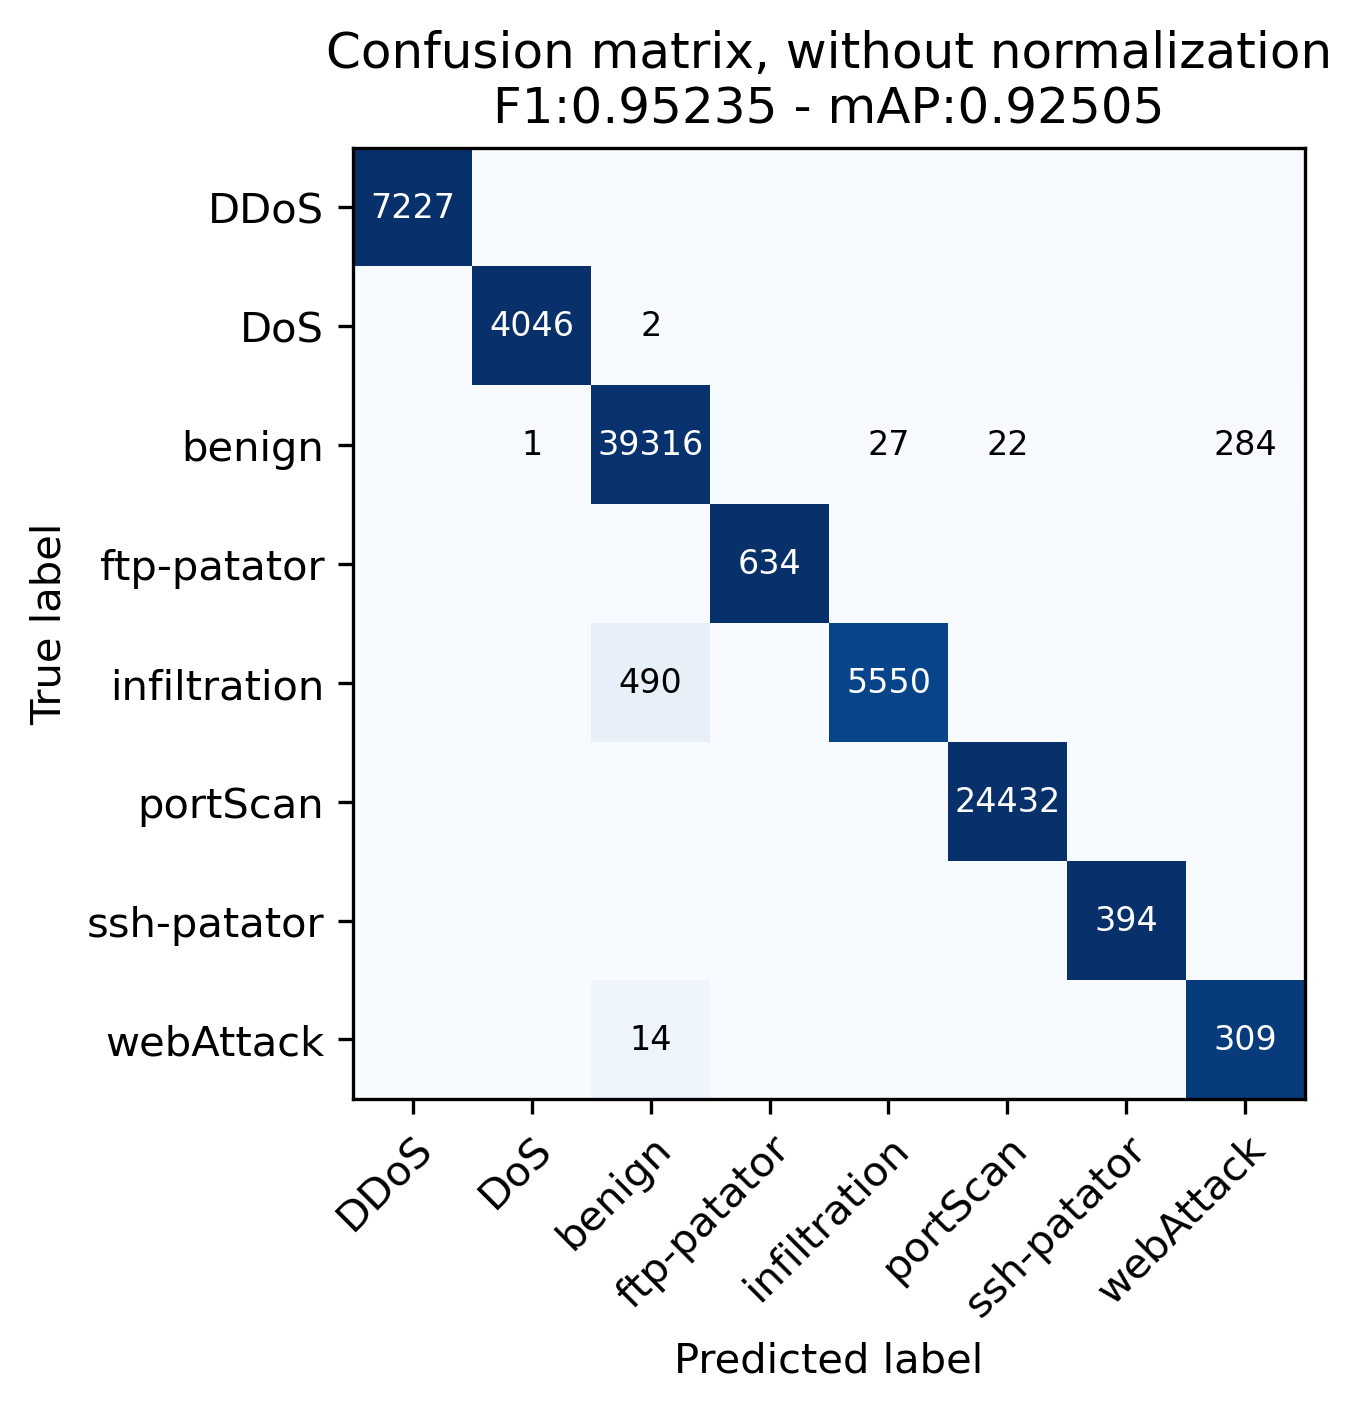 Confusion matrix, without normalization
F1:0.95235 - mAP:0.92505
True label
DDoS 7227
DoS 4046 2
benign 1 39316 27 22 284
ftp-patator 634
infiltration 490 5550
portScan 24432
ssh-patator 394
webAttack 14 309
DDoS DoS benign ftp-patator infiltration portScan ssh-patator webAttack
Predicted label